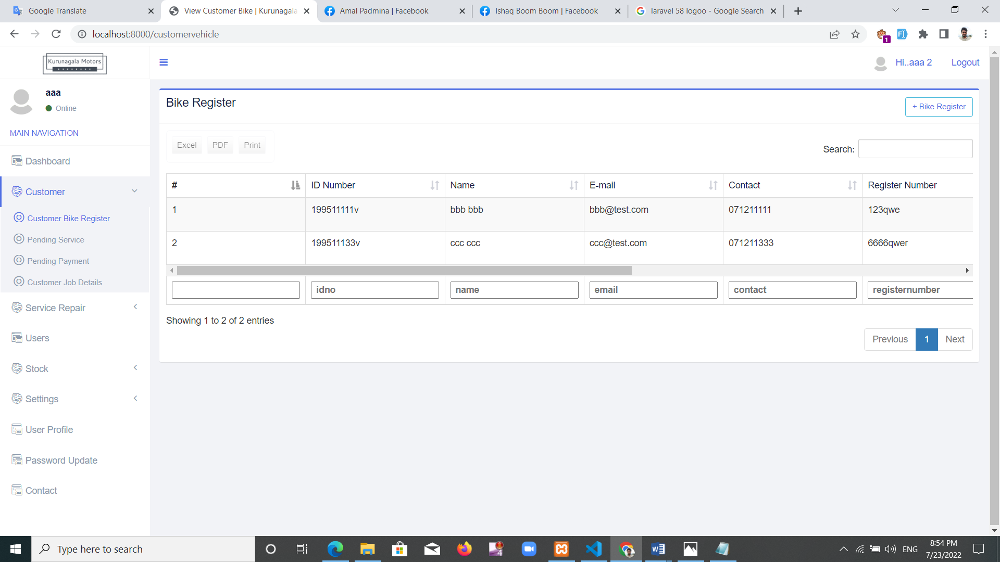 Google Translate
View Customer Bike | Kurunagala
Amal Padmina | Facebook
Ishaq Boom Boom | Facebook
laravel 58 logoo - Google Search
localhost:8000/customervehicle
1
Kurunagala Motors
Hi..aaa 2
Logout
aaa
Online
MAIN NAVIGATION
Dashboard
Customer
Customer Bike Register
Pending Service
Pending Payment
Customer Job Details
Service Repair
Users
Stock
Settings
User Profile
Password Update
Contact
Bike Register
+ Bike Register
Excel PDF Print
Search:
# ID Number Name E-mail Contact Register Number
1 199511111v bbb bbb bbb@test.com 071211111 123qwe
2 199511133v ccc ccc ccc@test.com 071211333 6666qwer
idno name email contact registernumber
Showing 1 to 2 of 2 entries
Previous 1 Next
Type here to search
ENG
8:54 PM
7/23/2022